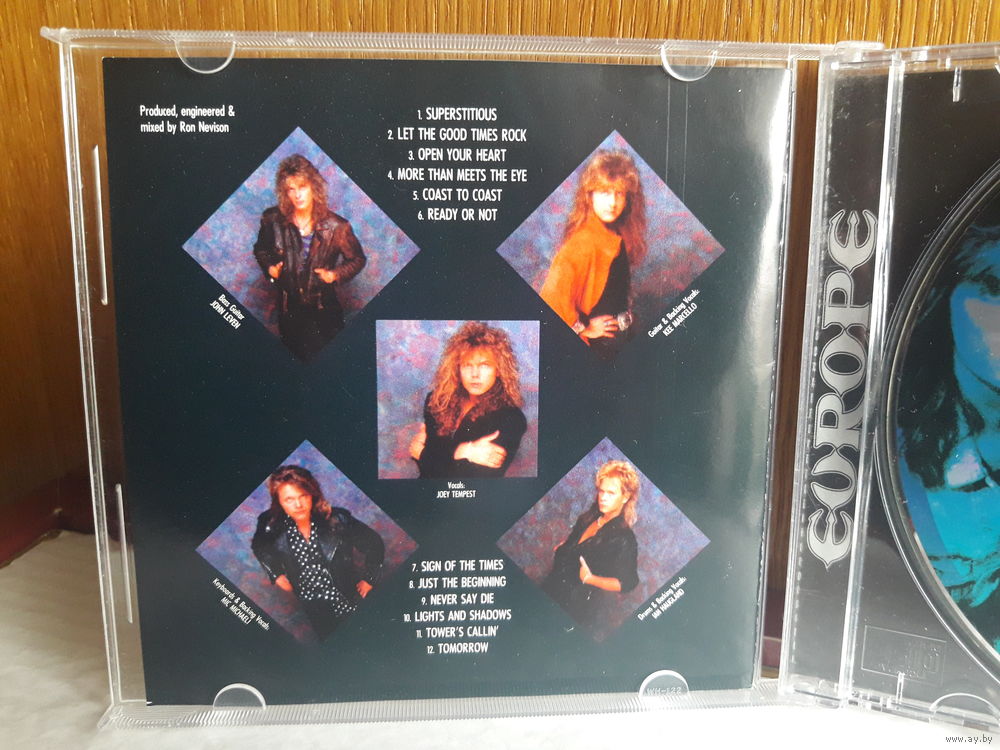 Produced, engineered &
mixed by Ron Nevison
1. SUPERSTITIOUS
2. LET THE GOOD TIMES ROCK
3. OPEN YOUR HEART
4. MORE THAN MEETS THE EYE
5. COAST TO COAST
6. READY OR NOT
Bass Guitar
JOHN LEVEN
Guitar & Backing Vocals:
KEE MARCELLO
Vocals:
JOEY TEMPEST
Keyboards & Backing Vocals:
MIC MICHAELI
Drums & Backing Vocals:
IAN HAUGLAND
7. SIGN OF THE TIMES
8. JUST THE BEGINNING
9. NEVER SAY DIE
10. LIGHTS AND SHADOWS
11. TOWER'S CALLIN'
12. TOMORROW
WH-122
EUROPE
www.ay.by